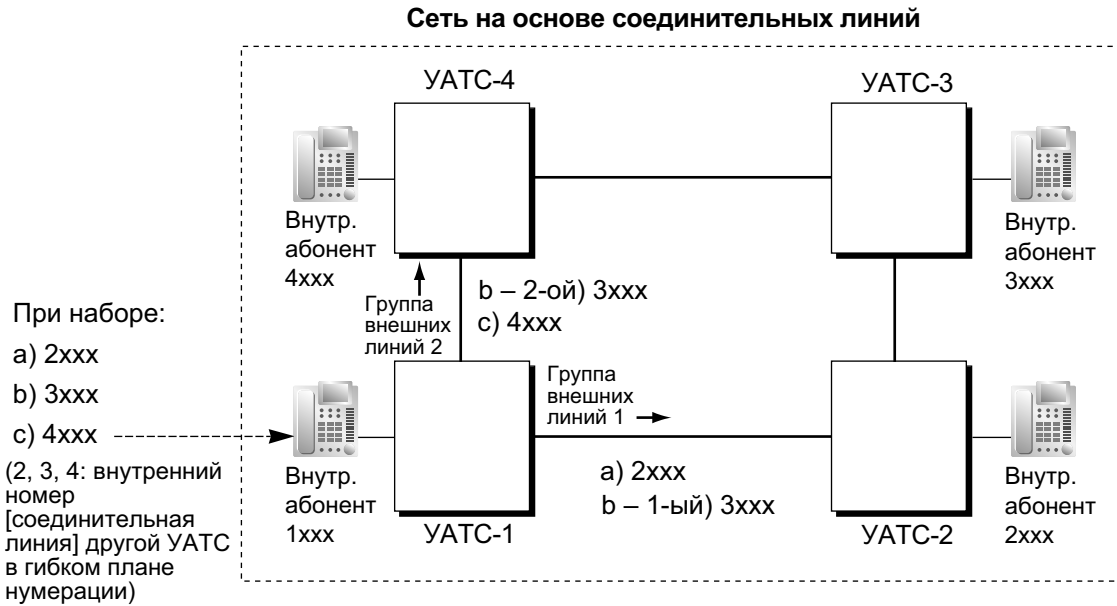 Сеть на основе соединительных линий
УАТС-4
УАТС-3
Внутр.
абонент
4xxx
Внутр.
абонент
3xxx
Группа
внешних
линий 2
b – 2-ой) 3xxx
c) 4xxx
При наборе:
a) 2xxx
b) 3xxx
c) 4xxx
(2, 3, 4: внутренний
номер
[соединительная
линия] другой УАТС
в гибком плане
нумерации)
Группа
внешних
линий 1
Внутр.
абонент
1xxx
a) 2xxx
b – 1-ый) 3xxx
Внутр.
абонент
2xxx
УАТС-1
УАТС-2